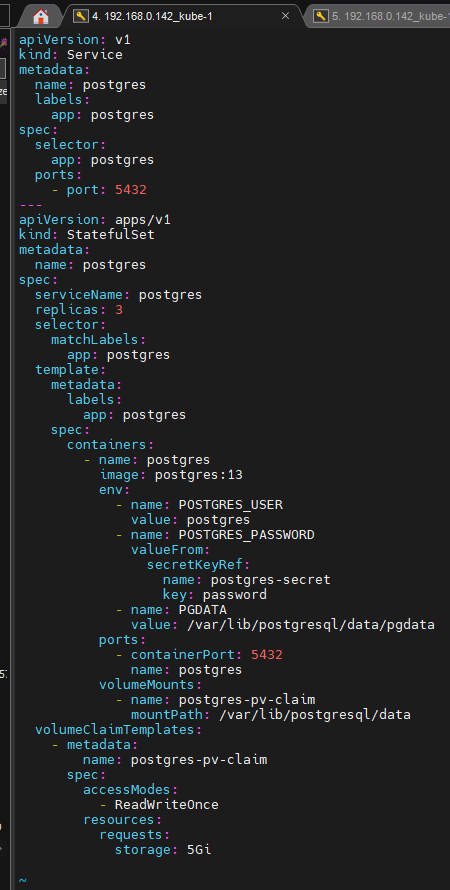 4. 192.168.0.142_kube-1
5. 192.168.0.142_kube-
apiVersion: v1
kind: Service
metadata:
  name: postgres
  labels:
    app: postgres
spec:
  selector:
    app: postgres
  ports:
    - port: 5432
---
apiVersion: apps/v1
kind: StatefulSet
metadata:
  name: postgres
spec:
  serviceName: postgres
  replicas: 3
  selector:
    matchLabels:
      app: postgres
  template:
    metadata:
      labels:
        app: postgres
    spec:
      containers:
        - name: postgres
          image: postgres:13
          env:
            - name: POSTGRES_USER
              value: postgres
            - name: POSTGRES_PASSWORD
              valueFrom:
                secretKeyRef:
                  name: postgres-secret
                  key: password
            - name: PGDATA
              value: /var/lib/postgresql/data/pgdata
          ports:
            - containerPort: 5432
              name: postgres
          volumeMounts:
            - name: postgres-pv-claim
              mountPath: /var/lib/postgresql/data
  volumeClaimTemplates:
    - metadata:
        name: postgres-pv-claim
      spec:
        accessModes:
          - ReadWriteOnce
        resources:
          requests:
            storage: 5Gi
~